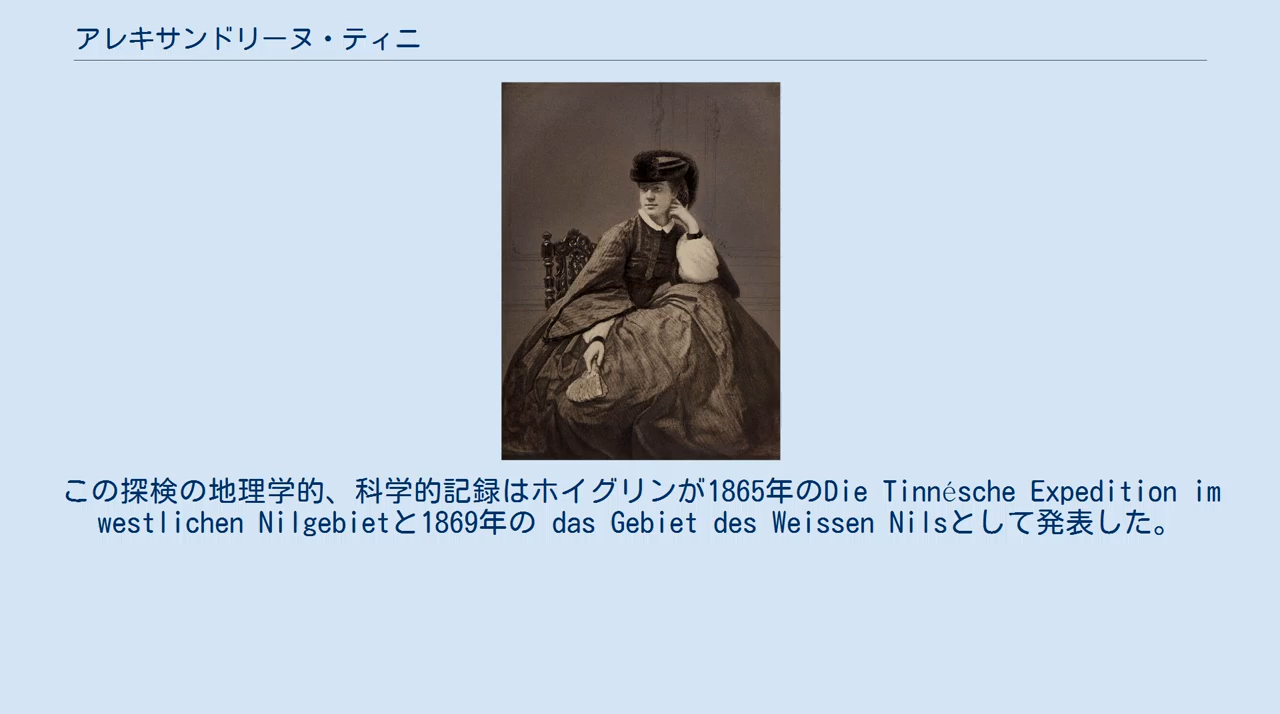 アレキサンドリーヌ・ティニ
この探検の地理学的、科学的記録はホイグリンが1865年のDie Tinnésche Expedition im
westlichen Nilgebietと1869年の das Gebiet des Weissen Nilsとして発表した。